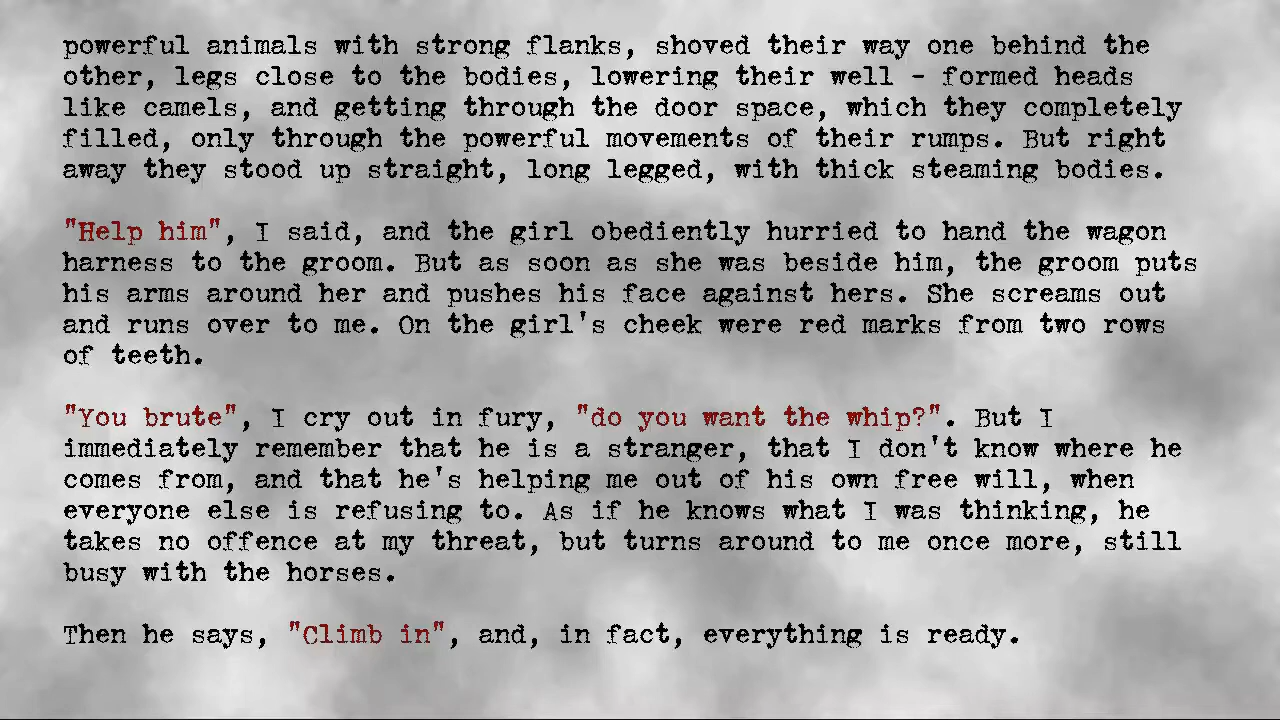 powerful animals with strong flanks, shoved their way one behind the
other, legs close to the bodies, lowering their well - formed heads
like camels, and getting through the door space, which they completely
filled, only through the powerful movements of their rumps. But right
away they stood up straight, long legged, with thick steaming bodies.
"Help him", I said, and the girl obediently hurried to hand the wagon
harness to the groom. But as soon as she was beside him, the groom puts
his arms around her and pushes his face against hers. She screams out
and runs over to me. On the girl's cheek were red marks from two rows
of teeth.
"You brute", I cry out in fury, "do you want the whip?". But I
immediately remember that he is a stranger, that I don't know where he
comes from, and that he's helping me out of his own free will, when
everyone else is refusing to. As if he knows what I was thinking, he
takes no offence at my threat, but turns around to me once more, still
busy with the horses.
Then he says, "Climb in", and, in fact, everything is ready.